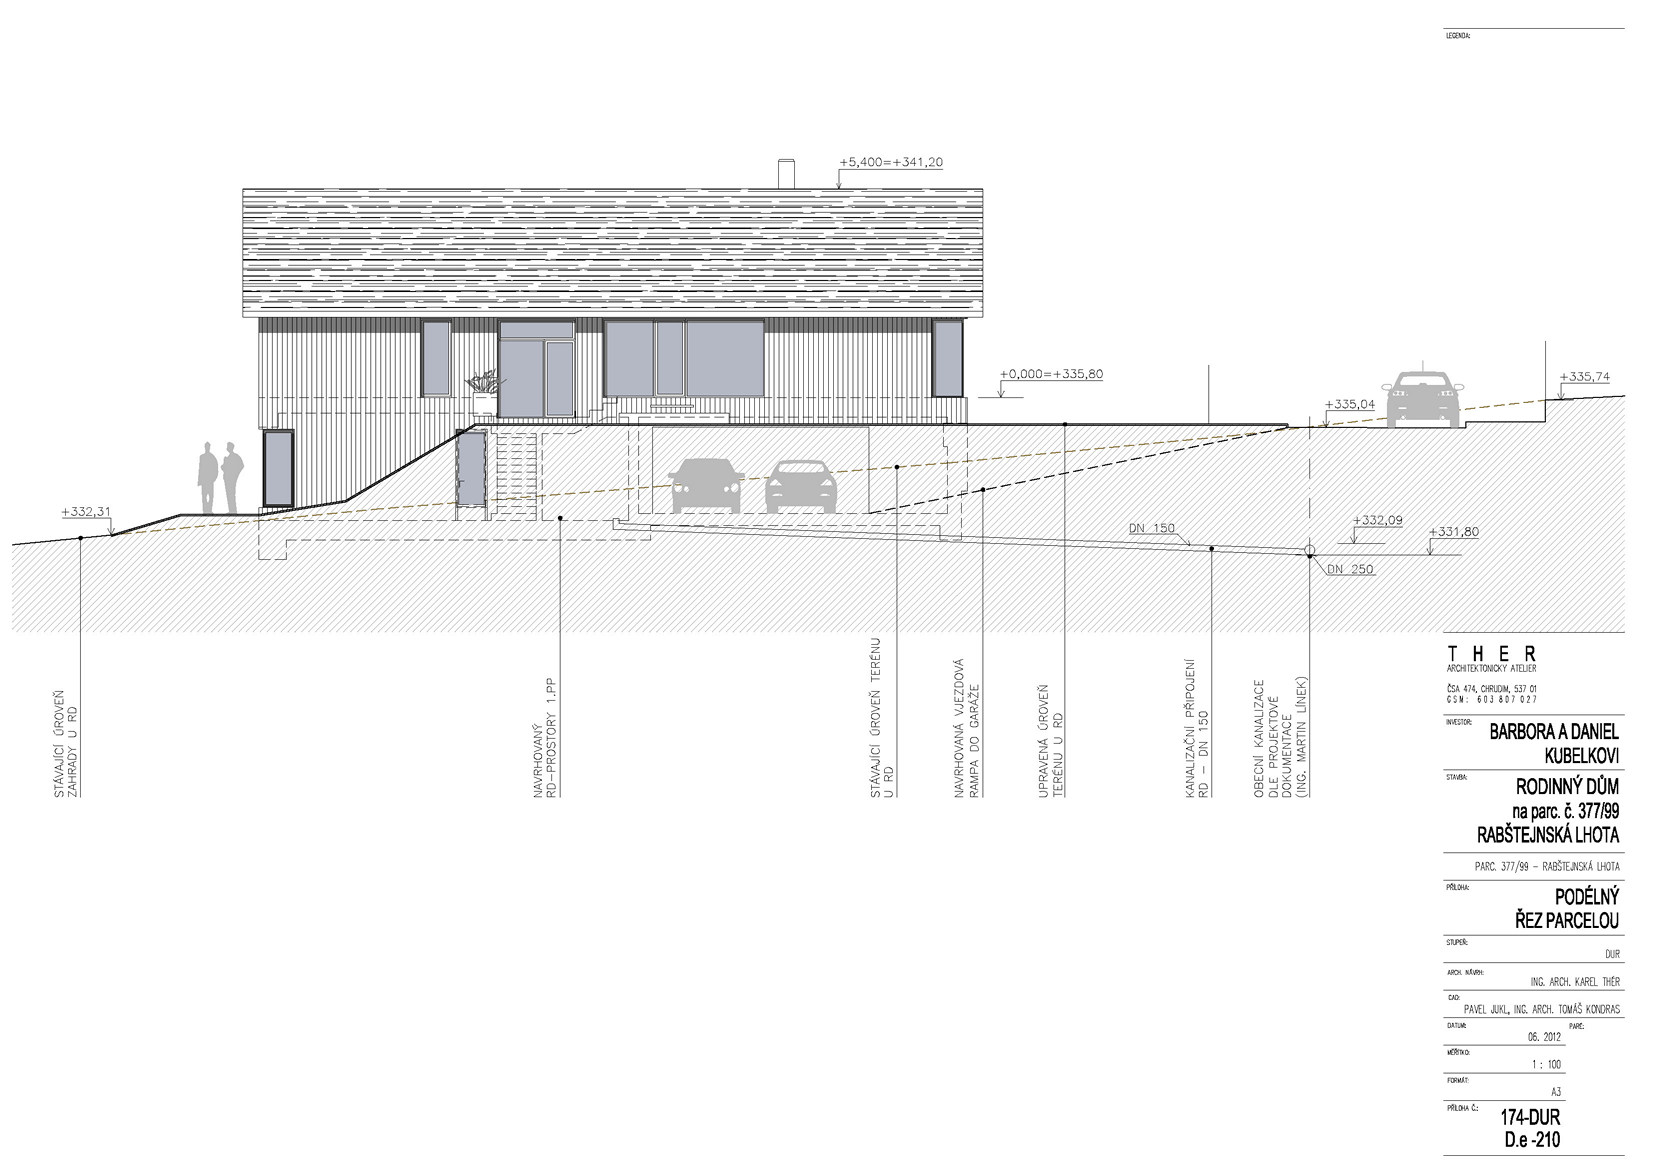 LEGENDA:
+5,400=+341,20
+0,000=+335,80
+335,74
+335,04
+332,31
+332,09
+331,80
DN 150
DN 250
STÁVAJÍCÍ ÚROVEŇ
ZAHRADY U RD
NAVRHOVANÝ
RD-PROSTORY 1.PP
STÁVAJÍCÍ ÚROVEŇ TERÉNU
U RD
NAVRHOVANÁ VJEZDOVÁ
RAMPA DO GARÁŽE
UPRAVENÁ ÚROVEŇ
TERÉNU U RD
KANALIZAČNÍ PŘIPOJENÍ
RD - DN 150
OBECNÍ KANALIZACE
DLE PROJEKTOVÉ
DOKUMENTACE
(ING. MARTIN LÍNEK)
THER
ARCHITEKTONICKÝ ATELIER
ČSA 474, CHRUDIM, 537 01
GSM: 603 807 027
INVESTOR:
BARBORA A DANIEL
KUBELKOVI
STAVBA:
RODINNÝ DŮM
na parc. č. 377/99
RABŠTEJNSKÁ LHOTA
PARC. 377/99 - RABŠTEJNSKÁ LHOTA
PŘÍLOHA:
PODÉLNÝ
ŘEZ PARCELOU
STUPEŇ:
DUR
ARCH. NÁVRH:
ING. ARCH. KAREL THÉR
CAD:
PAVEL JUKL, ING. ARCH. TOMÁŠ KONDRAS
DATUM:
PARÉ:
06. 2012
MĚŘÍTKO:
1 : 100
FORMÁT:
A3
PŘÍLOHA Č.:
174-DUR
D.e -210